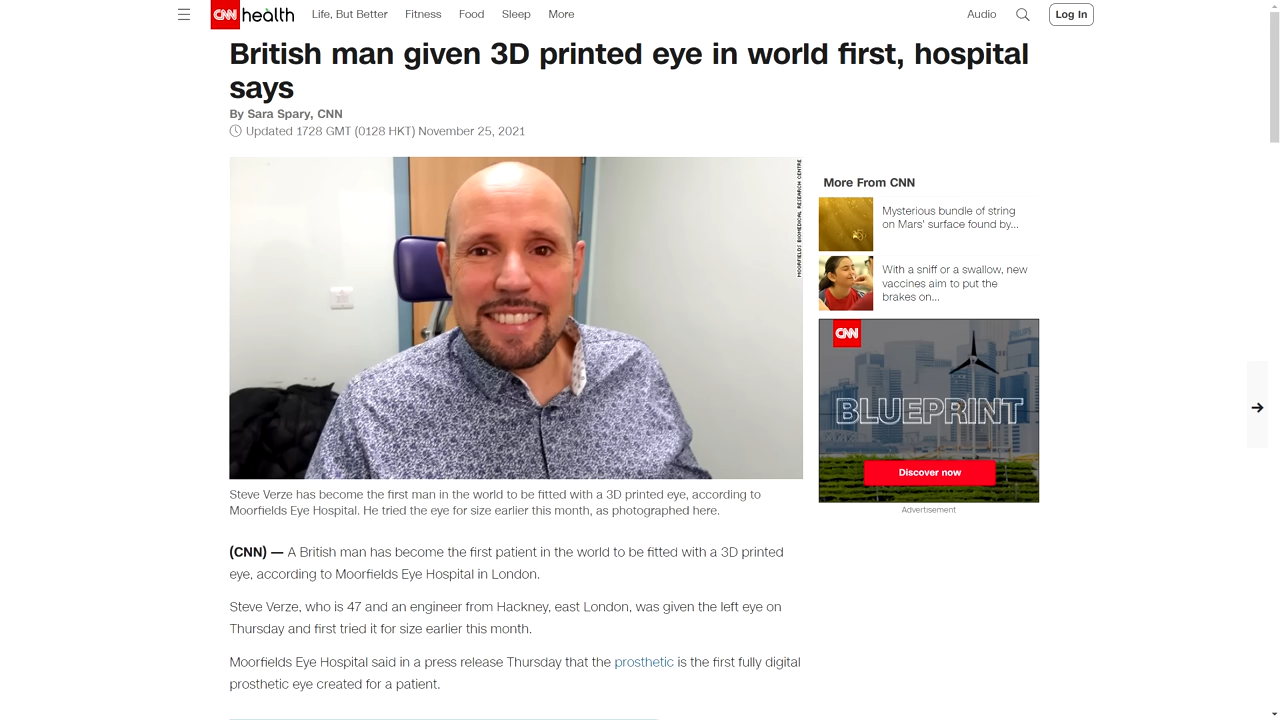 CNN health Life, But Better Fitness Food Sleep More Audio Log In
British man given 3D printed eye in world first, hospital
says
By Sara Spary, CNN
Updated 1728 GMT (0128 HKT) November 25, 2021
MOORFIELDS BIOMEDICAL RESEARCH CENTRE
Steve Verze has become the first man in the world to be fitted with a 3D printed eye, according to
Moorfields Eye Hospital. He tried the eye for size earlier this month, as photographed here.
(CNN) — A British man has become the first patient in the world to be fitted with a 3D printed
eye, according to Moorfields Eye Hospital in London.
Steve Verze, who is 47 and an engineer from Hackney, east London, was given the left eye on
Thursday and first tried it for size earlier this month.
Moorfields Eye Hospital said in a press release Thursday that the prosthetic is the first fully digital
prosthetic eye created for a patient.
More From CNN
Mysterious bundle of string
on Mars' surface found by...
With a sniff or a swallow, new
vaccines aim to put the
brakes on...
CNN
PHILIPS
BLUEPRINT
Discover now
Advertisement